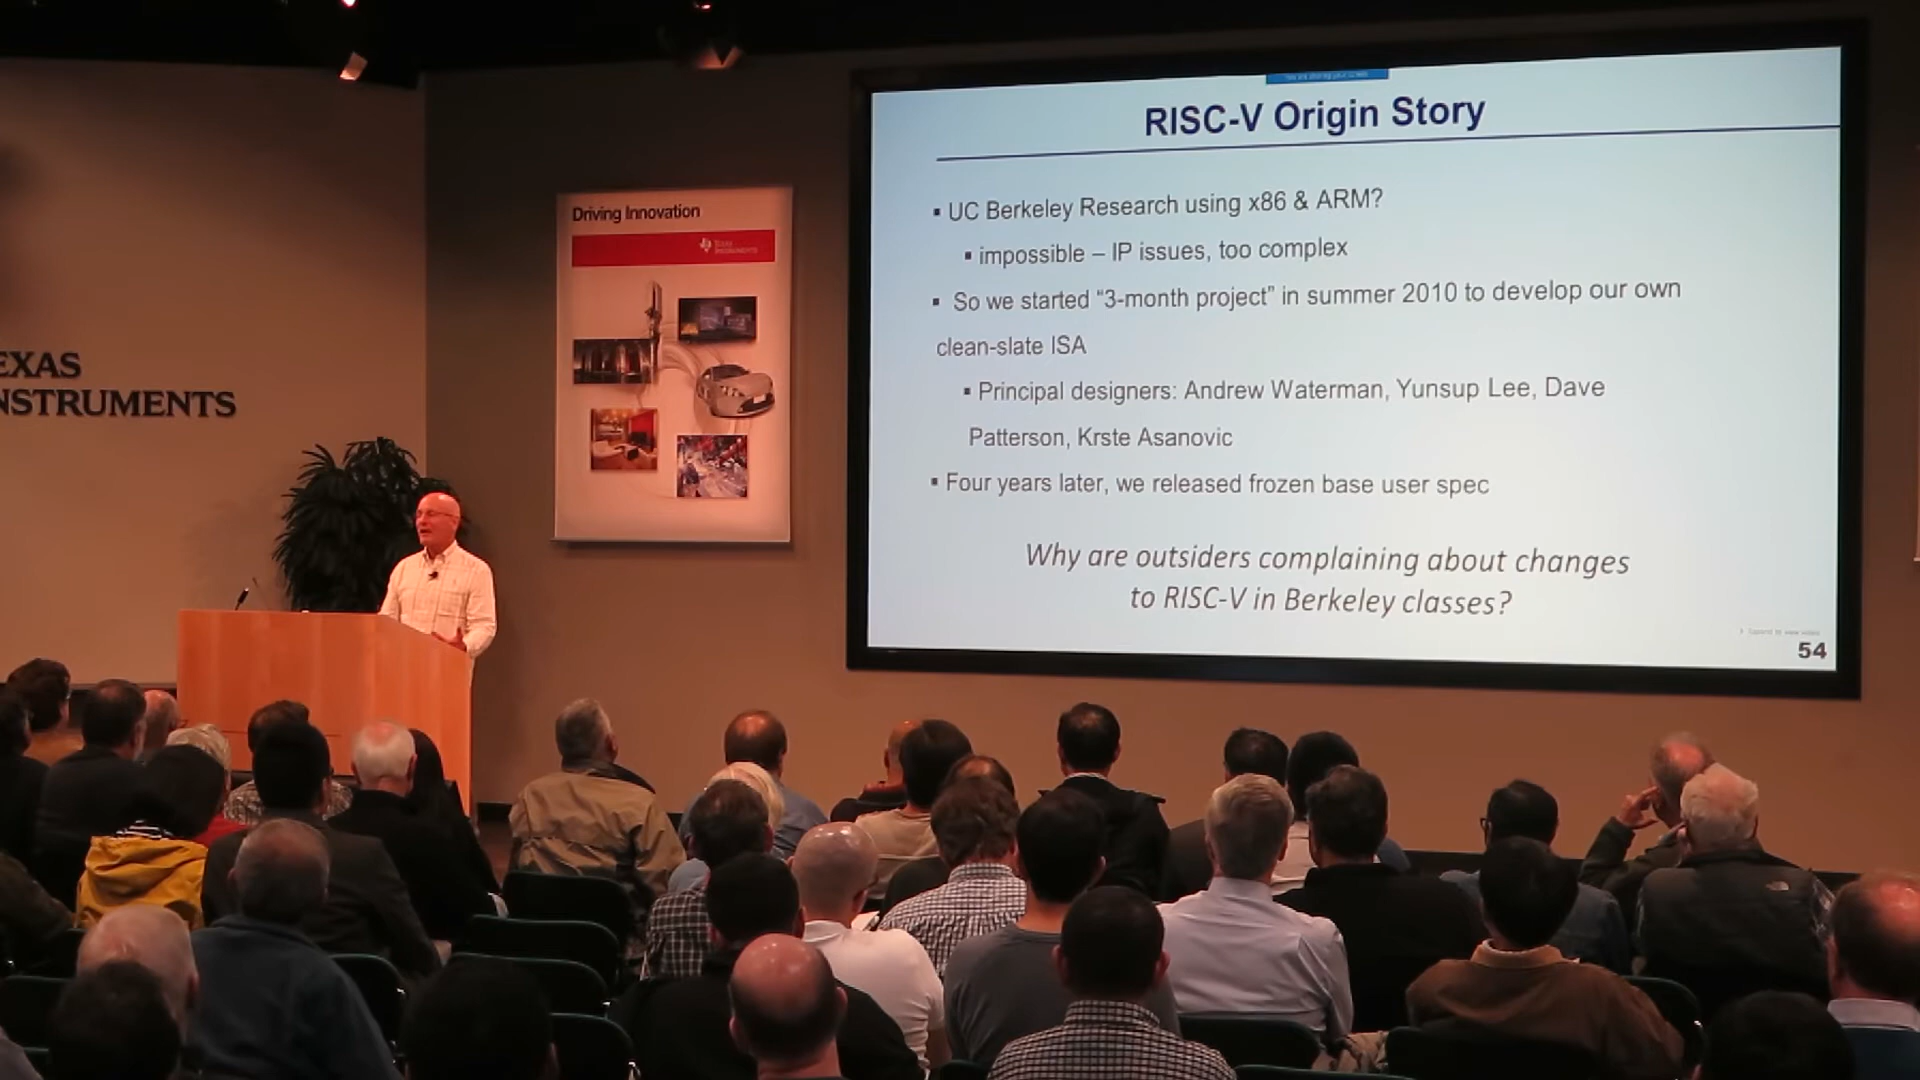 RISC-V Origin Story
▪ UC Berkeley Research using x86 & ARM?
▪ impossible – IP issues, too complex
▪ So we started “3-month project” in summer 2010 to develop our own
clean-slate ISA
▪ Principal designers: Andrew Waterman, Yunsup Lee, Dave
Patterson, Krste Asanovic
▪ Four years later, we released frozen base user spec
Why are outsiders complaining about changes
to RISC-V in Berkeley classes?
54
Driving Innovation
TEXAS
INSTRUMENTS
EXAS
NSTRUMENTS